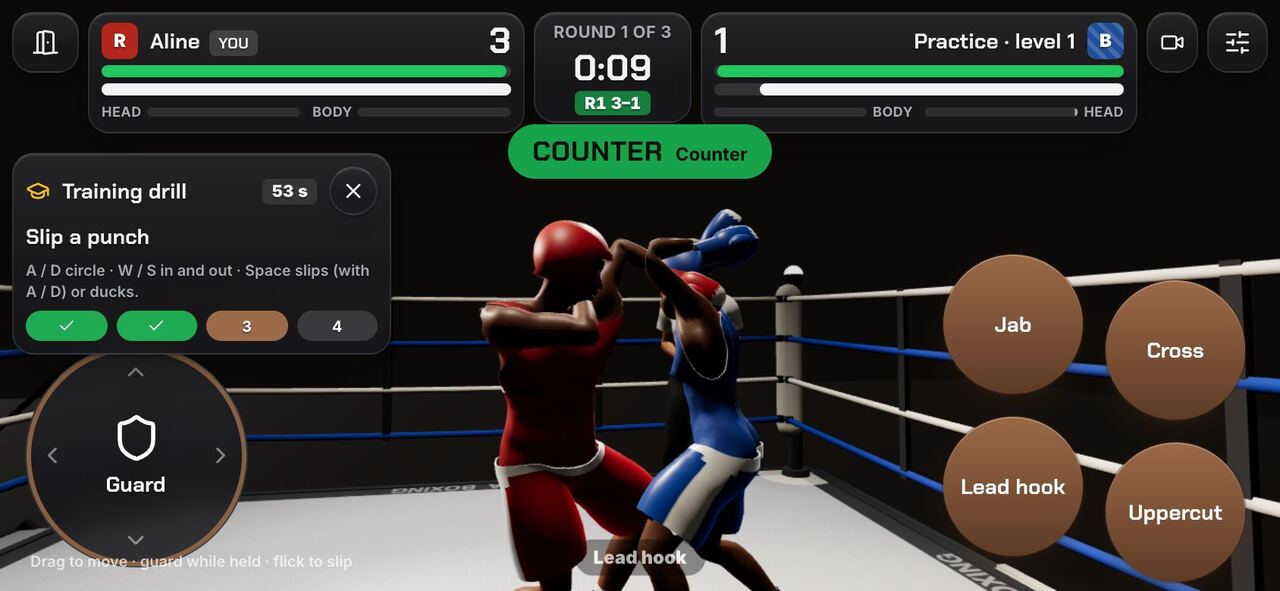 R Aline YOU 3
HEAD BODY
ROUND 1 OF 3
0:09
R1 3–1
1 Practice · level 1 B
BODY HEAD
COUNTER Counter
Training drill 53 s
Slip a punch
A / D circle · W / S in and out · Space slips (with
A / D) or ducks.
3 4
Jab
Cross
Guard
Lead hook
Uppercut
Drag to move · guard while held · flick to slip
Lead hook
BOXING